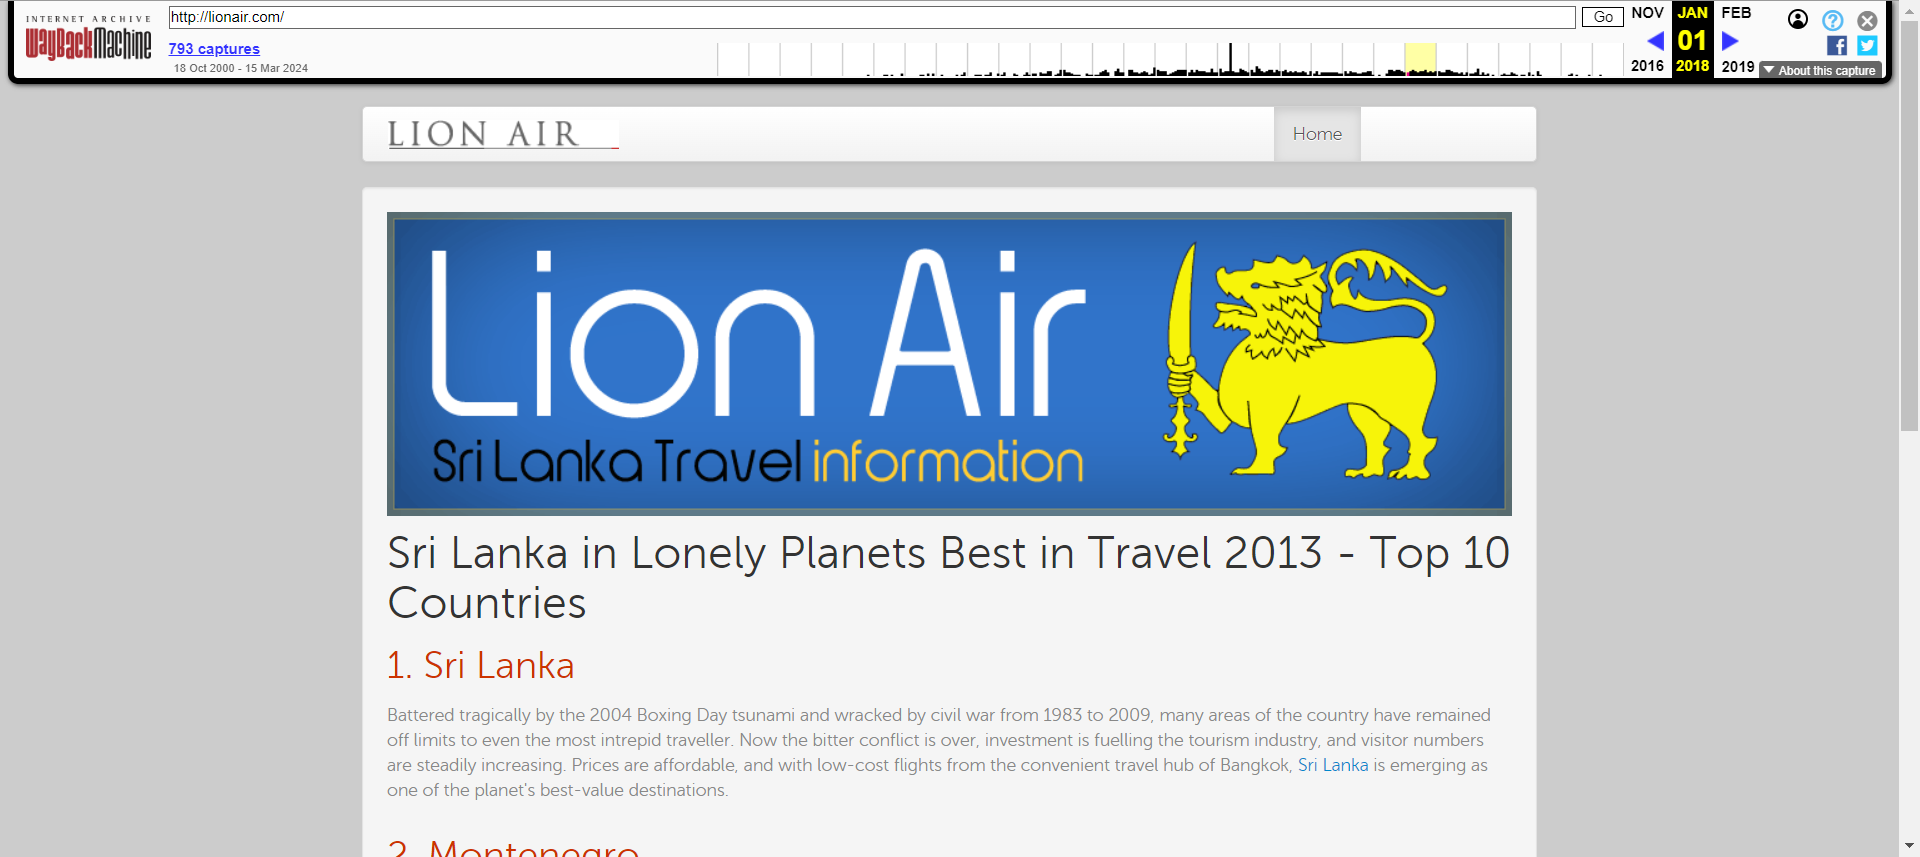 INTERNET ARCHIVE
WayBackMachine
http://lionair.com/
Go
793 captures
18 Oct 2000 - 15 Mar 2024
NOV JAN FEB
01
2016 2018 2019
About this capture
LION AIR
Home
Lion Air
Sri Lanka Travel information
Sri Lanka in Lonely Planets Best in Travel 2013 - Top 10
Countries
1. Sri Lanka
Battered tragically by the 2004 Boxing Day tsunami and wracked by civil war from 1983 to 2009, many areas of the country have remained
off limits to even the most intrepid traveller. Now the bitter conflict is over, investment is fuelling the tourism industry, and visitor numbers
are steadily increasing. Prices are affordable, and with low-cost flights from the convenient travel hub of Bangkok, Sri Lanka is emerging as
one of the planet's best-value destinations.
2. Montenegro